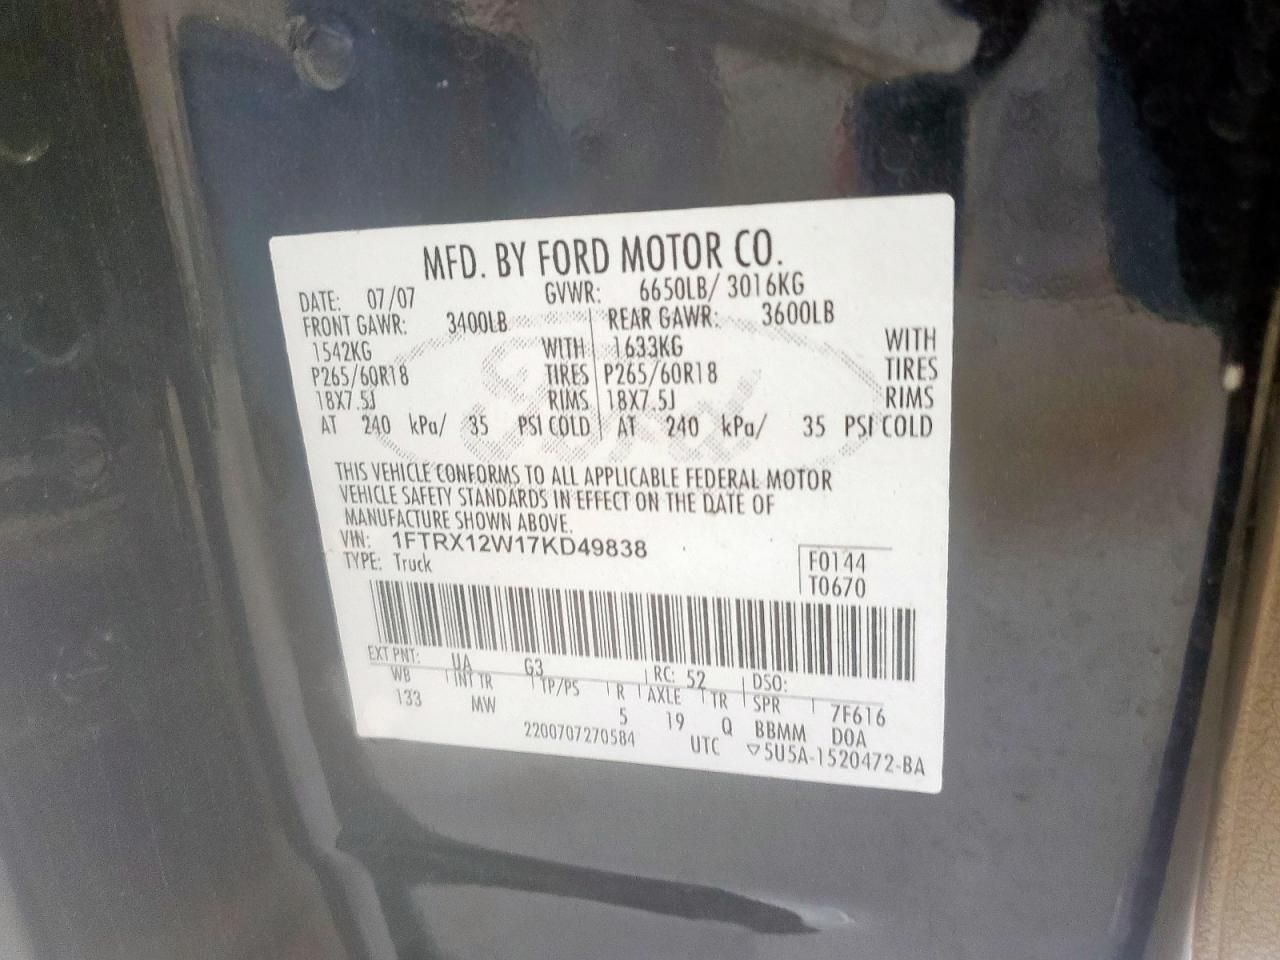 MFD. BY FORD MOTOR CO.
DATE: 07/07 GVWR: 6650LB/ 3016KG
FRONT GAWR: 3400LB REAR GAWR: 3600LB
1542KG WITH 1633KG WITH
P265/60R18 TIRES P265/60R18 TIRES
18X7.5J RIMS 18X7.5J RIMS
AT 240 kPa/ 35 PSI COLD AT 240 kPa/ 35 PSI COLD
THIS VEHICLE CONFORMS TO ALL APPLICABLE FEDERAL MOTOR
VEHICLE SAFETY STANDARDS IN EFFECT ON THE DATE OF
MANUFACTURE SHOWN ABOVE.
VIN: 1FTRX12W17KD49838
TYPE: Truck
F0144
T0670
EXT PNT: UA G3 RC: 52 DSO:
WB INT TR TP/PS R AXLE TR SPR 7F616
133 MW 5 19 Q BBMM DOA
2200707270584 UTC ▽5U5A-1520472-BA
Ford